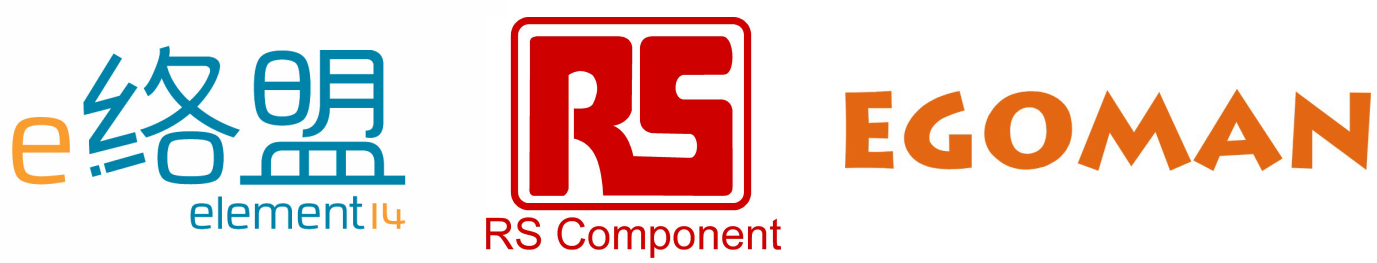 e络盟
element14
RS
RS Component
EGOMAN